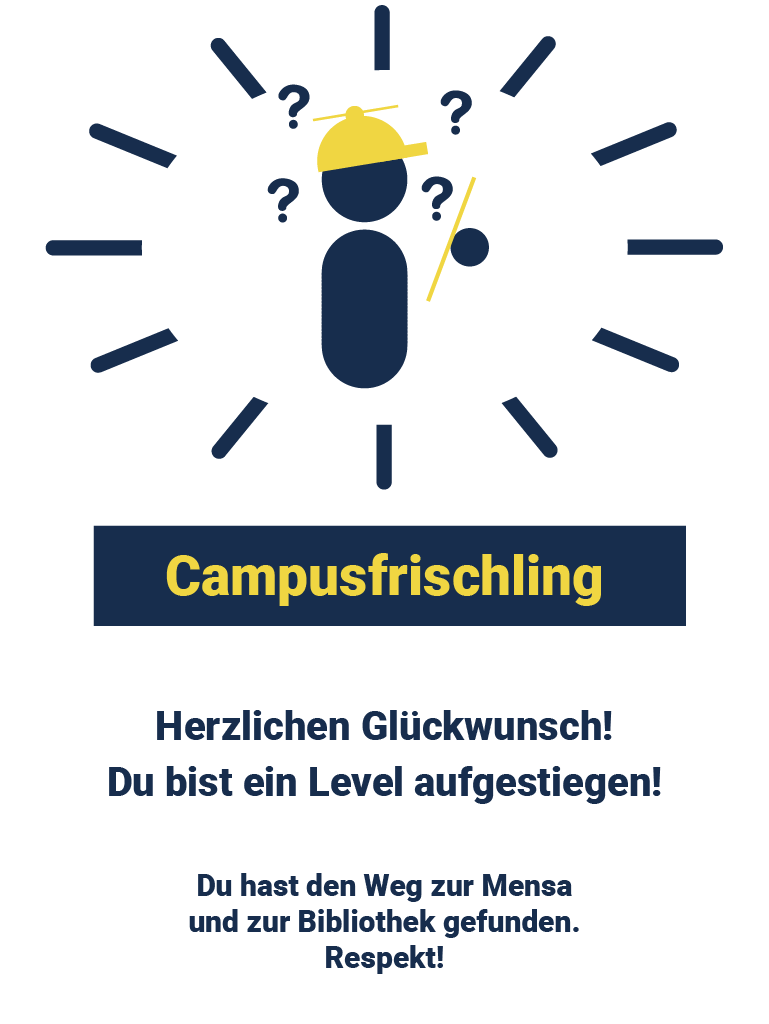 ? ?
? ?
Campusfrischling
Herzlichen Glückwunsch!
Du bist ein Level aufgestiegen!
Du hast den Weg zur Mensa
und zur Bibliothek gefunden.
Respekt!